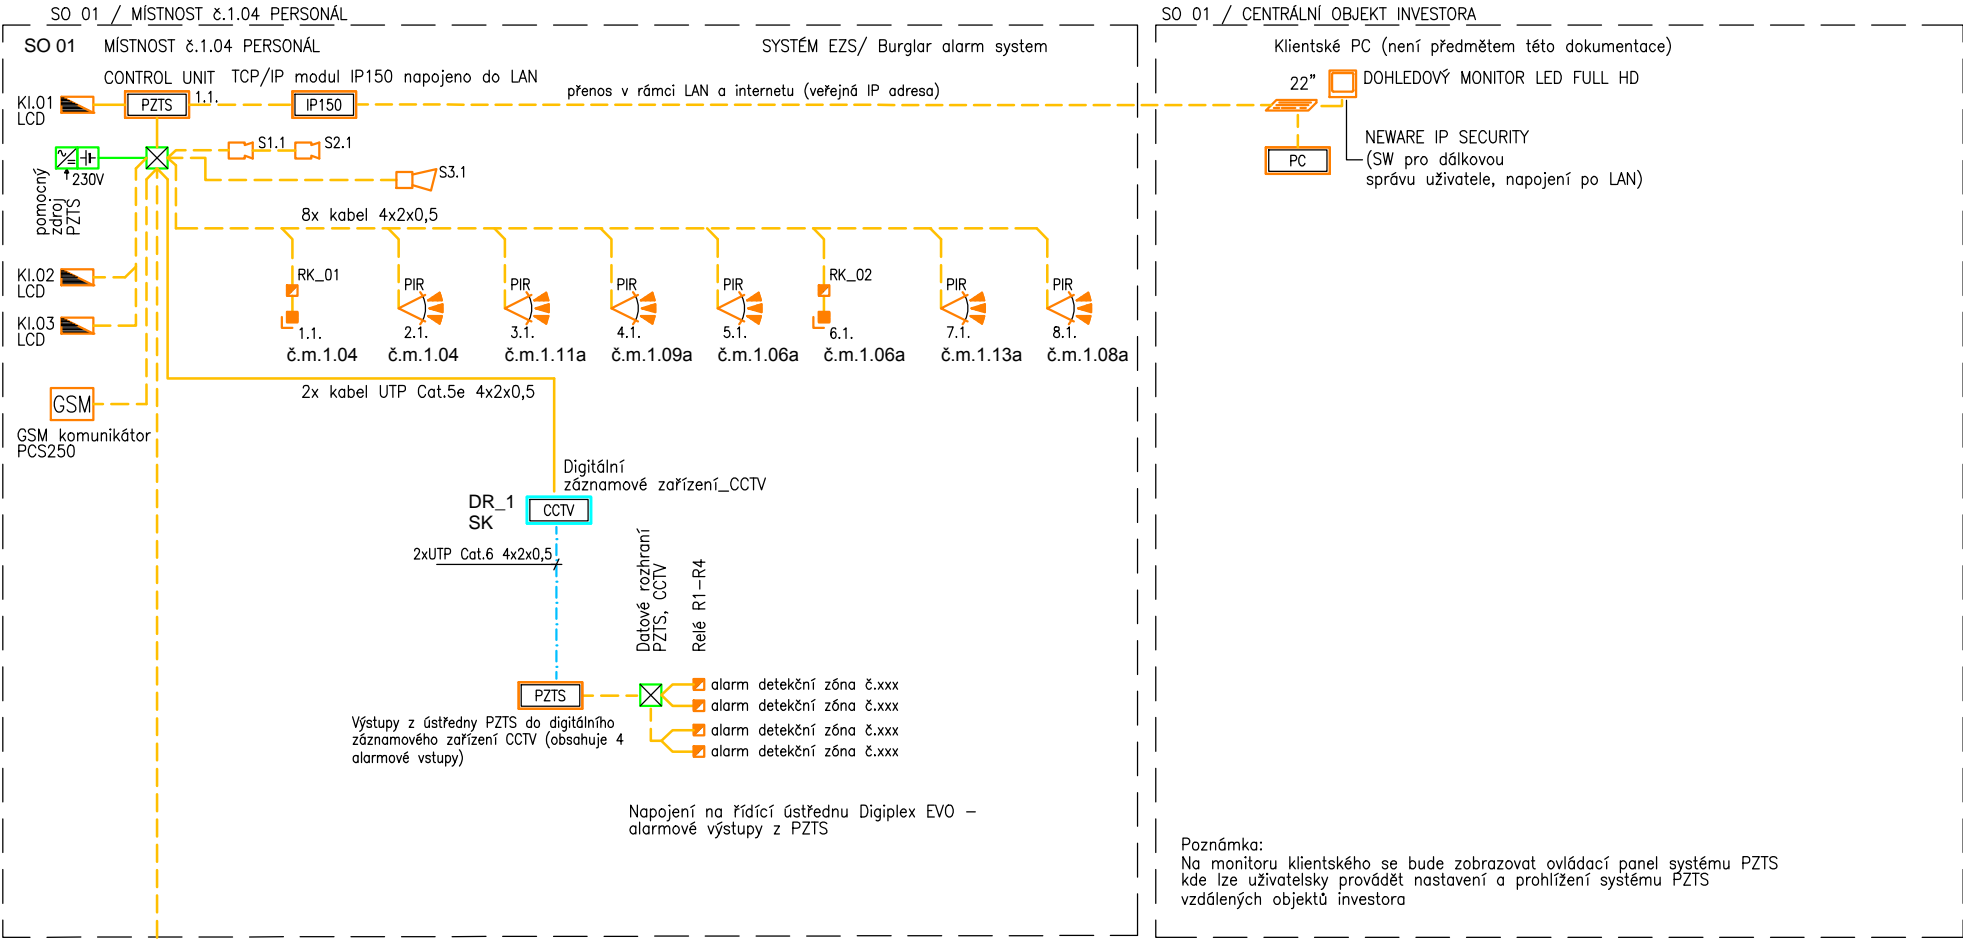 SO 01 / MÍSTNOST č.1.04 PERSONÁL
SO 01 / CENTRÁLNÍ OBJEKT INVESTORA
SO 01
MÍSTNOST č.1.04 PERSONÁL
SYSTÉM EZS/ Burglar alarm system
Klientské PC (není předmětem této dokumentace)
CONTROL UNIT
TCP/IP modul IP150 napojeno do LAN
22"
DOHLEDOVÝ MONITOR LED FULL HD
Kl.01
LCD
PZTS
1.1.
IP150
přenos v rámci LAN a internetu (veřejná IP adresa)
NEWARE IP SECURITY
(SW pro dálkovou
správu uživatele, napojení po LAN)
PC
S1.1
S2.1
S3.1
230V
pomocný
zdroj
PZTS
8x kabel 4x2x0,5
Kl.02
LCD
Kl.03
LCD
RK_01
PIR
PIR
PIR
PIR
RK_02
PIR
PIR
1.1.
2.1.
3.1.
4.1.
5.1.
6.1.
7.1.
8.1.
č.m.1.04
č.m.1.04
č.m.1.11a
č.m.1.09a
č.m.1.06a
č.m.1.06a
č.m.1.13a
č.m.1.08a
2x kabel UTP Cat.5e 4x2x0,5
GSM
GSM komunikátor
PCS250
Digitální
záznamové zařízení_CCTV
DR_1
SK
CCTV
2xUTP Cat.6 4x2x0,5
Datové rozhraní
PZTS, CCTV
Relé R1-R4
PZTS
alarm detekční zóna č.xxx
alarm detekční zóna č.xxx
alarm detekční zóna č.xxx
alarm detekční zóna č.xxx
Výstupy z ústředny PZTS do digitálního
záznamového zařízení CCTV (obsahuje 4
alarmové vstupy)
Napojení na řídící ústřednu Digiplex EVO –
alarmové výstupy z PZTS
Poznámka:
Na monitoru klientského se bude zobrazovat ovládací panel systému PZTS
kde lze uživatelsky provádět nastavení a prohlížení systému PZTS
vzdálených objektů investora